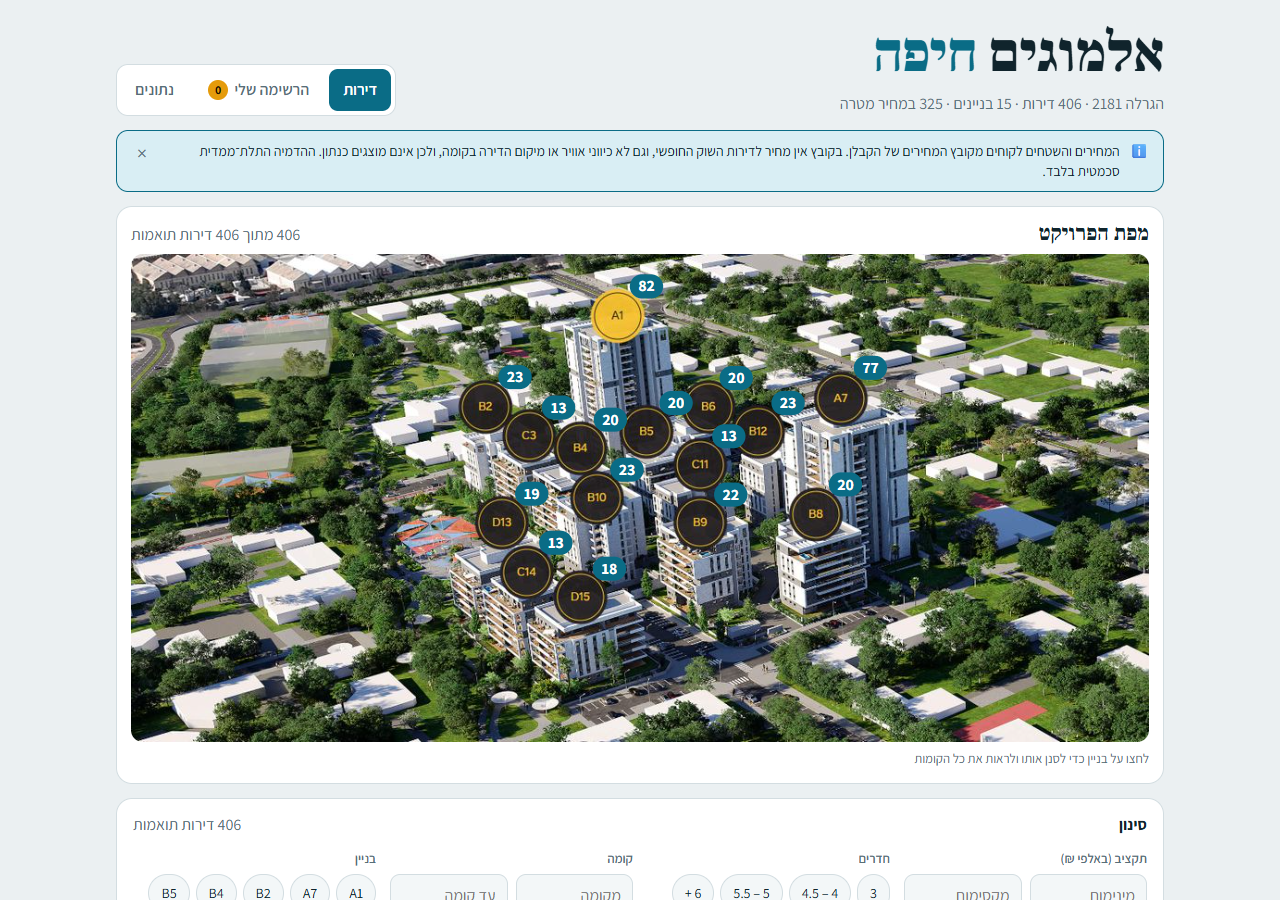 אלמוגים חיפה
הגרלה 2181 · 406 דירות · 15 בניינים · 325 במחיר מטרה
דירות
הרשימה שלי 0
נתונים
המחירים והשטחים לקוחים מקובץ המחירים של הקבלן. בקובץ אין מחיר לדירות השוק החופשי, וגם לא כיווני אוויר או מיקום הדירה בקומה, ולכן אינם מוצגים כנתון. ההדמיה התלת־ממדית
סכמטית בלבד.
מפת הפרויקט
406 מתוך 406 דירות תואמות
82
A1
77
A7
23
B2
20
B6
13
C3
20
B5
23
B12
20
B4
13
C11
23
B10
20
B8
19
D13
22
B9
13
C14
18
D15
לחצו על בניין כדי לסנן אותו ולראות את כל הקומות
סינון
406 דירות תואמות
תקציב (באלפי ₪)
חדרים
קומה
בניין
מינימום
מקסימום
3
4 – 4.5
5 – 5.5
6 +
מקומה
עד קומה
A1
A7
B2
B4
B5